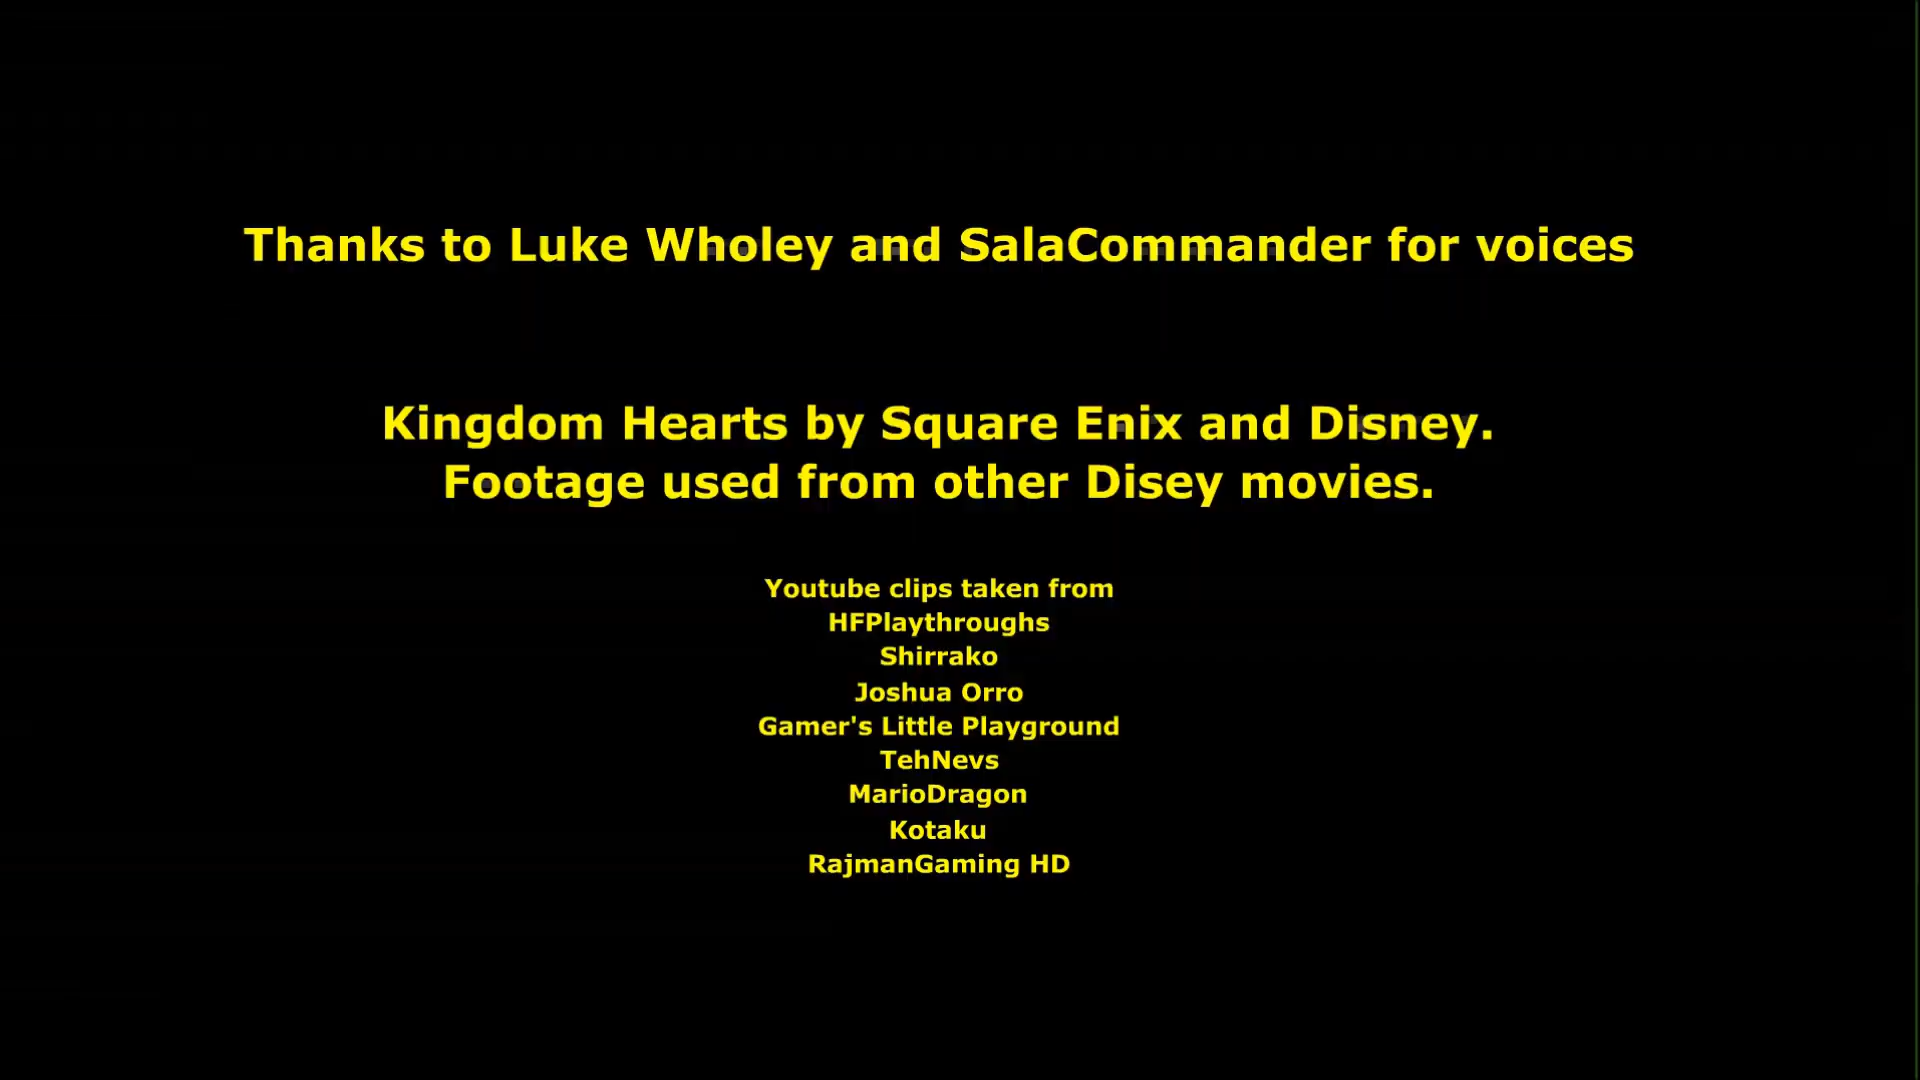 Thanks to Luke Wholey and SalaCommander for voices
Kingdom Hearts by Square Enix and Disney.
Footage used from other Disey movies.
Youtube clips taken from
HFPlaythroughs
Shirrako
Joshua Orro
Gamer's Little Playground
TehNevs
MarioDragon
Kotaku
RajmanGaming HD